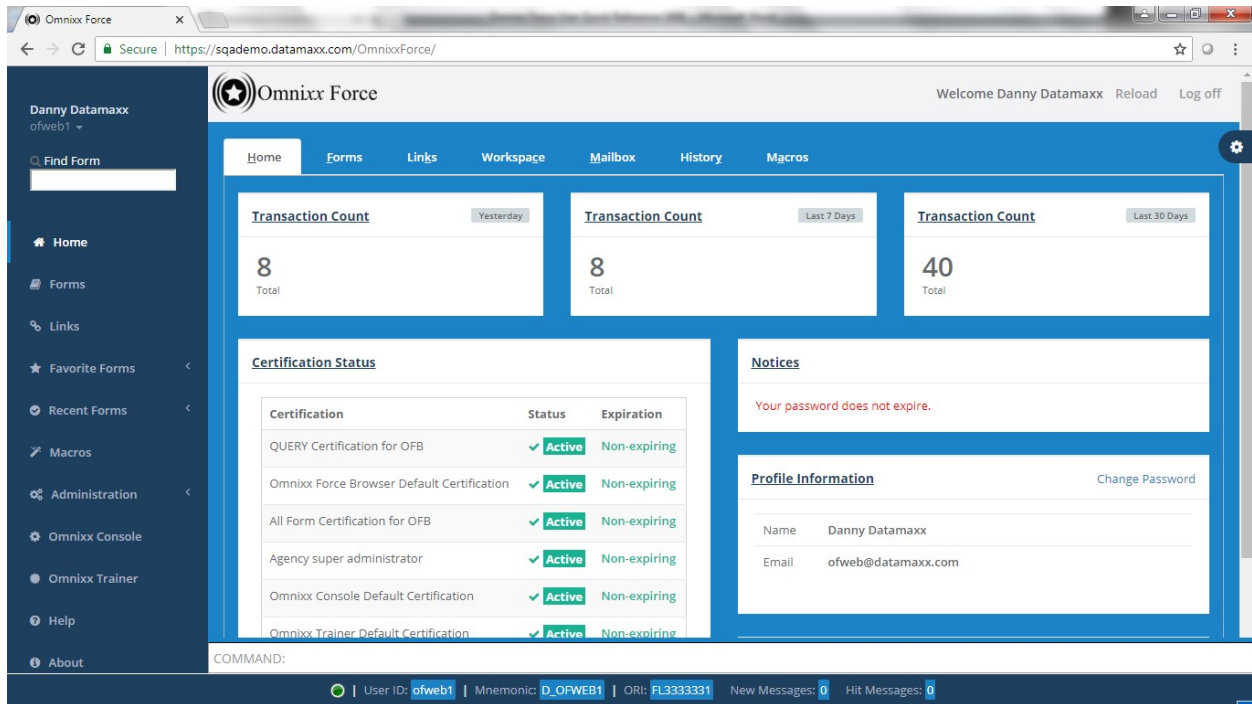 Omnixx Force
Secure | https://sqademo.datamaxx.com/OmnixxForce/
Danny Datamaxx
ofweb1
Find Form
Home
Forms
Links
Favorite Forms
Recent Forms
Macros
Administration
Omnixx Console
Omnixx Trainer
Help
About
Omnixx Force
Welcome Danny Datamaxx Reload Log off
Home Forms Links Workspace Mailbox History Macros
Transaction Count Yesterday
8
Total
Transaction Count Last 7 Days
8
Total
Transaction Count Last 30 Days
40
Total
Certification Status
Certification Status Expiration
QUERY Certification for OFB Active Non-expiring
Omnixx Force Browser Default Certification Active Non-expiring
All Form Certification for OFB Active Non-expiring
Agency super administrator Active Non-expiring
Omnixx Console Default Certification Active Non-expiring
Omnixx Trainer Default Certification Active Non-expiring
Notices
Your password does not expire.
Profile Information Change Password
Name Danny Datamaxx
Email ofweb@datamaxx.com
COMMAND:
| User ID: ofweb1 | Mnemonic: D_OFWEB1 | ORI: FL3333331 New Messages: 0 Hit Messages: 0